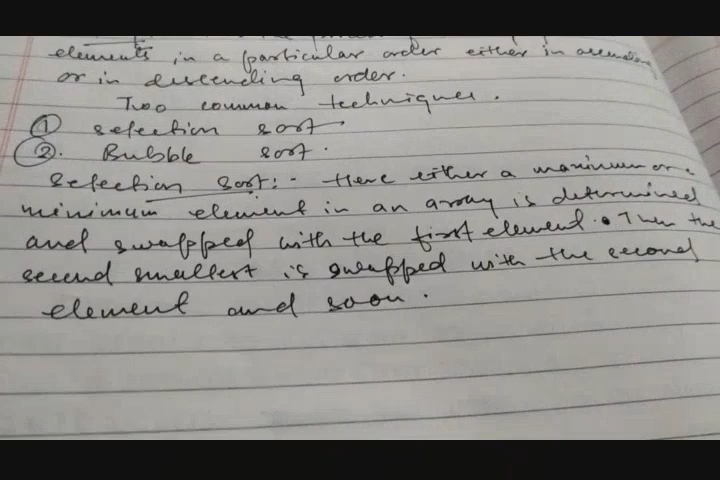 elements in a particular order either in ascending
or in descending order.
Two common techniques.
① selection sort
②. Bubble sort.
selection sort:- Here either a maximum or a
minimum element in an array is determined
and swapped with the first element. Then the
second smallest is swapped with the second
element and soon.